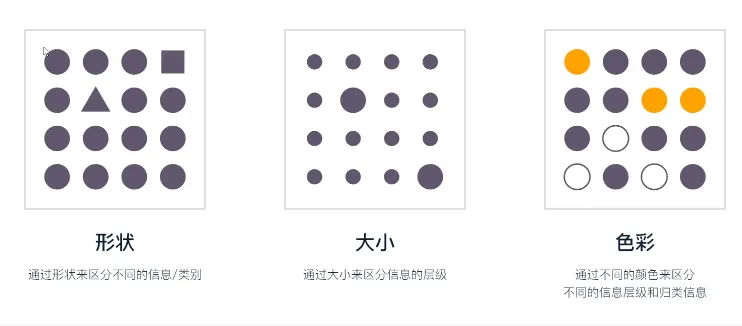 形状
通过形状来区分不同的信息/类别
大小
通过大小来区分信息的层级
色彩
通过不同的颜色来区分
不同的信息层级和归类信息